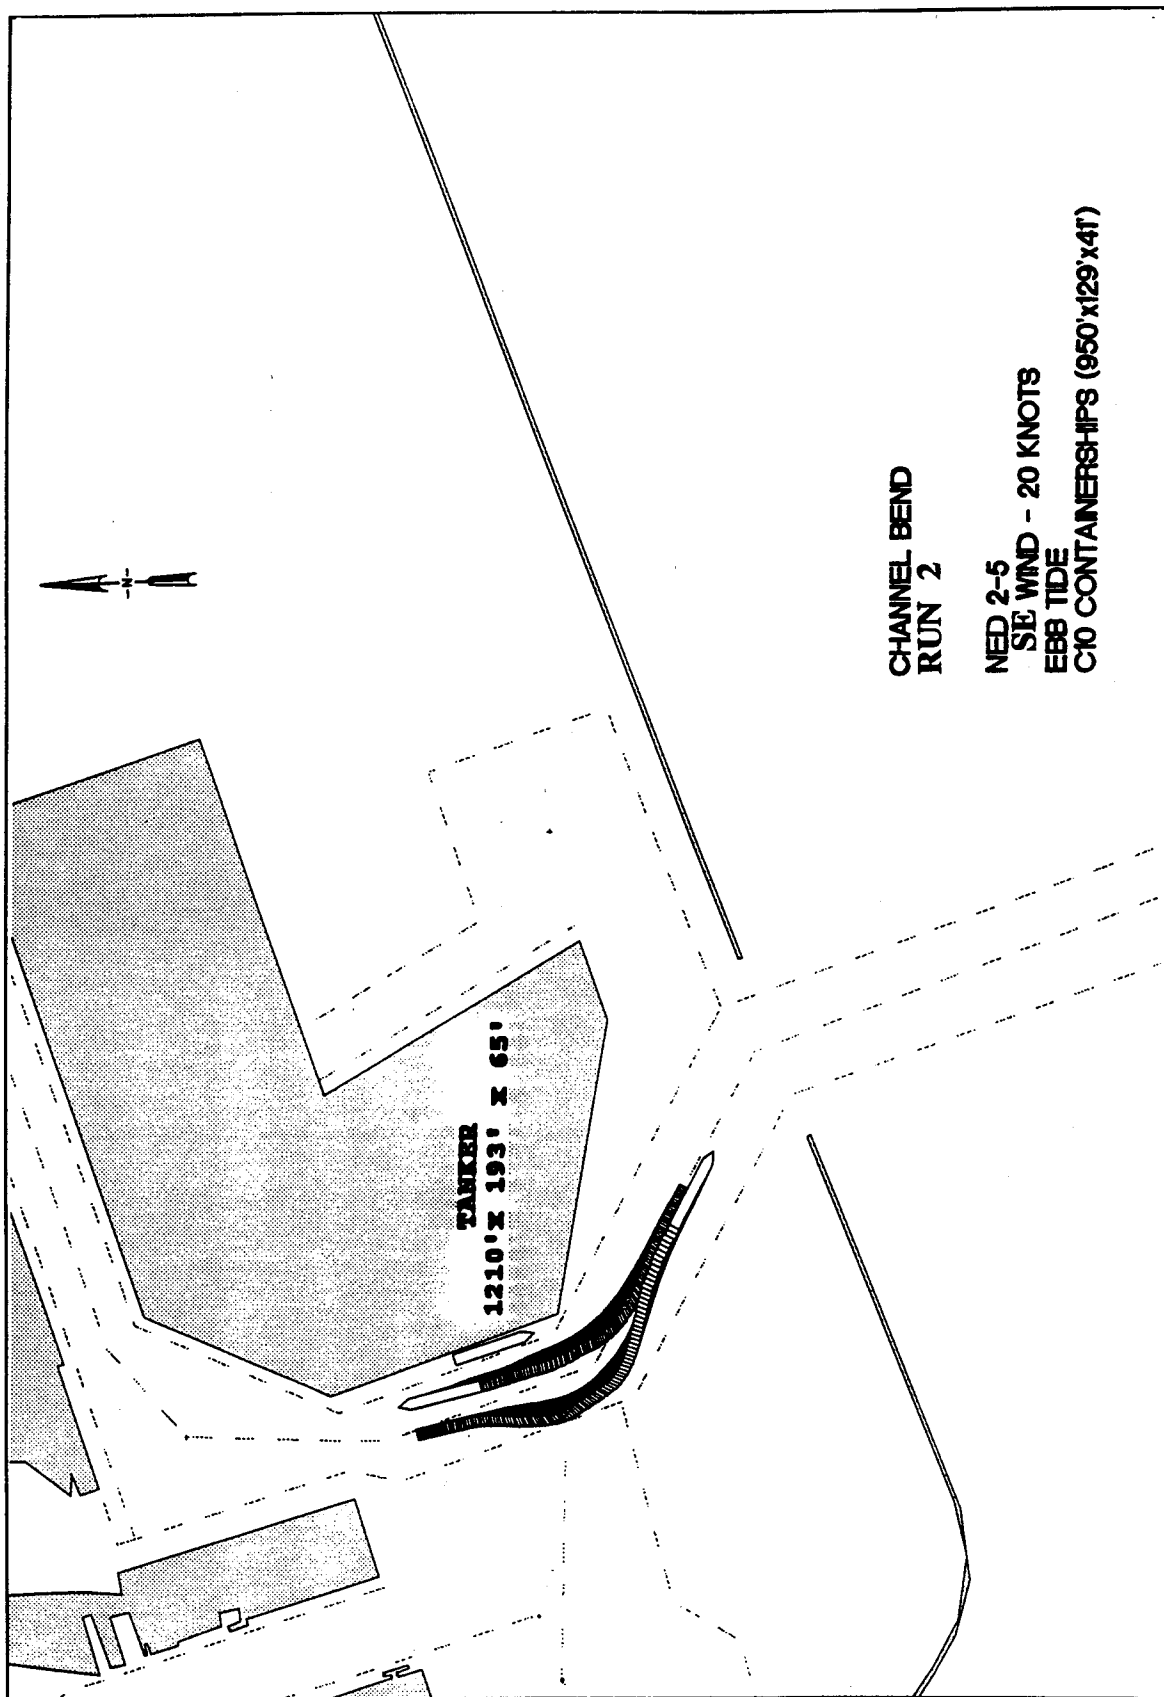 -N-
TANKER
1210'X 193' X 65'
CHANNEL BEND
RUN 2
NED 2-5
SE WIND - 20 KNOTS
EBB TIDE
C10 CONTAINERSHIPS (950'x129'x41')